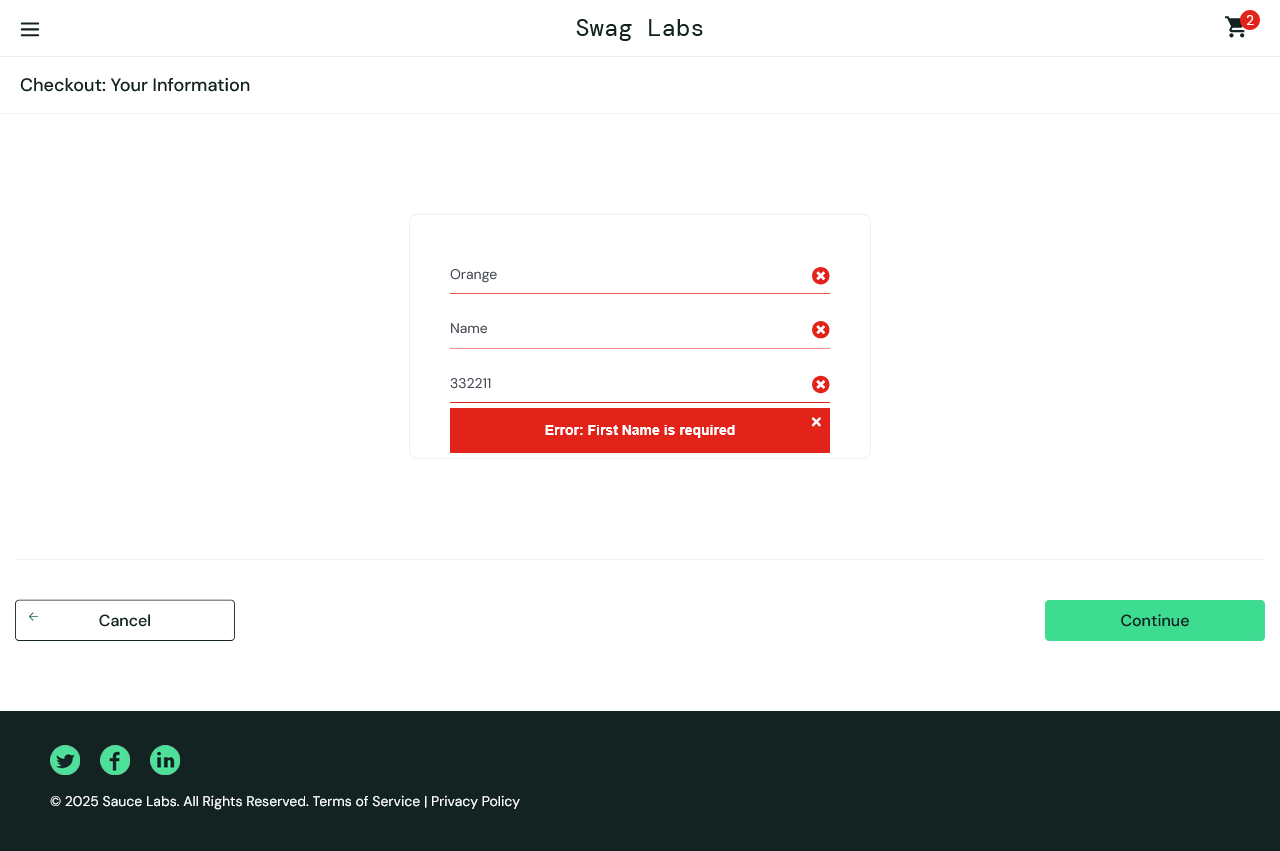 Swag Labs
2
Checkout: Your Information
Orange
Name
332211
Error: First Name is required
Cancel
Continue
© 2025 Sauce Labs. All Rights Reserved. Terms of Service | Privacy Policy